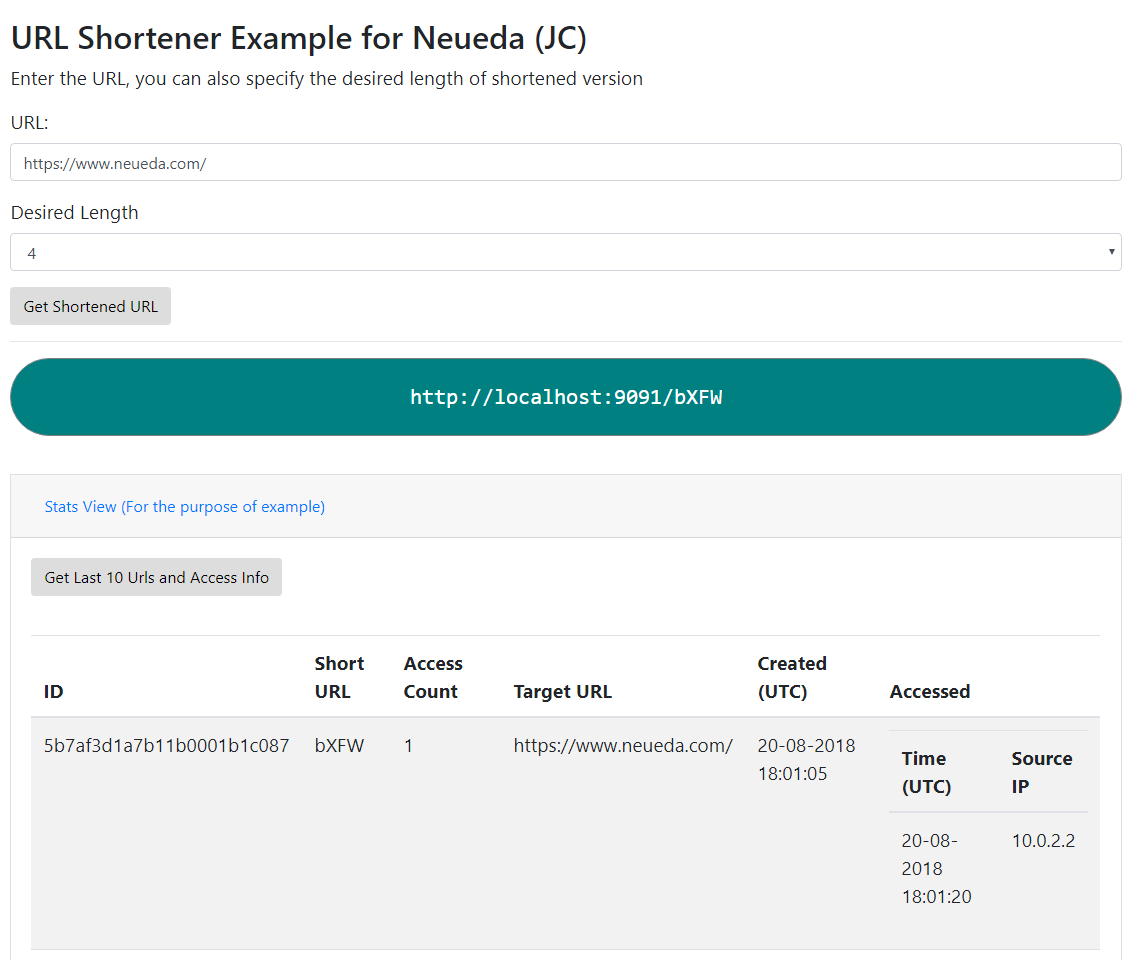 URL Shortener Example for Neueda (JC)
Enter the URL, you can also specify the desired length of shortened version
URL:
https://www.neueda.com/
Desired Length
4
Get Shortened URL
http://localhost:9091/bXFW
Stats View (For the purpose of example)
Get Last 10 Urls and Access Info
ID
Short
URL
Access
Count
Target URL
Created
(UTC)
Accessed
5b7af3d1a7b11b0001b1c087
bXFW
1
https://www.neueda.com/
20-08-2018
18:01:05
Time
(UTC)
Source
IP
20-08-
2018
18:01:20
10.0.2.2